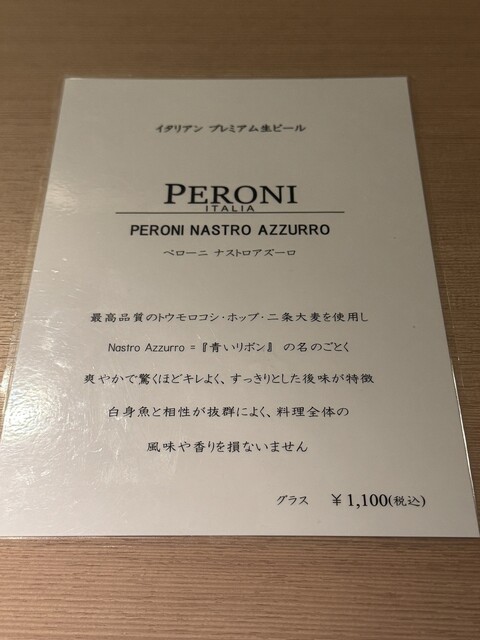 イタリアン プレミアム生ビール
PERONI
ITALIA
PERONI NASTRO AZZURRO
ペローニ ナストロアズーロ
最高品質のトウモロコシ・ホップ・二条大麦を使用し
Nastro Azzurro =『青いリボン』 の名のごとく
爽やかで驚くほどキレよく、すっきりとした後味が特徴
白身魚と相性が抜群によく、料理全体の
風味や香りを損ないません
グラス ¥1,100(税込)